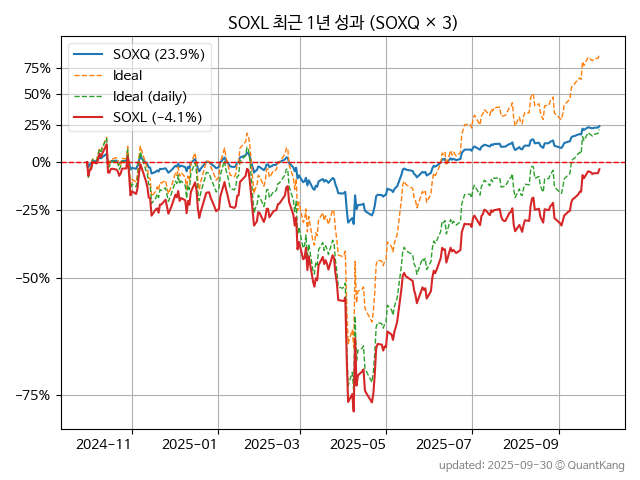 SOXL 최근 1년 성과 (SOXQ × 3)
SOXQ (23.9%)
Ideal
Ideal (daily)
SOXL (−4.1%)
75%
50%
25%
0%
−25%
−50%
−75%
2024−11
2025−01
2025−03
2025−05
2025−07
2025−09
updated: 2025-09-30 © QuantKang